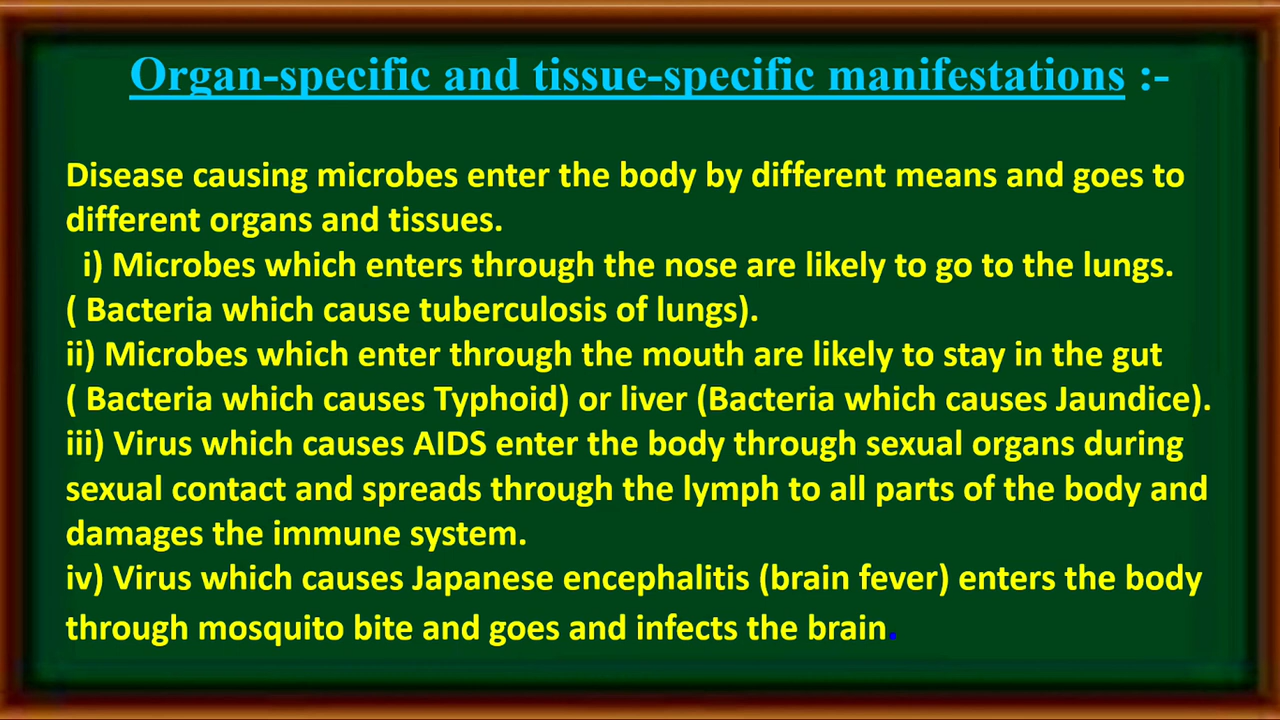 Organ-specific and tissue-specific manifestations :-
Disease causing microbes enter the body by different means and goes to
different organs and tissues.
i) Microbes which enters through the nose are likely to go to the lungs.
( Bacteria which cause tuberculosis of lungs).
ii) Microbes which enter through the mouth are likely to stay in the gut
( Bacteria which causes Typhoid) or liver (Bacteria which causes Jaundice).
iii) Virus which causes AIDS enter the body through sexual organs during
sexual contact and spreads through the lymph to all parts of the body and
damages the immune system.
iv) Virus which causes Japanese encephalitis (brain fever) enters the body
through mosquito bite and goes and infects the brain.